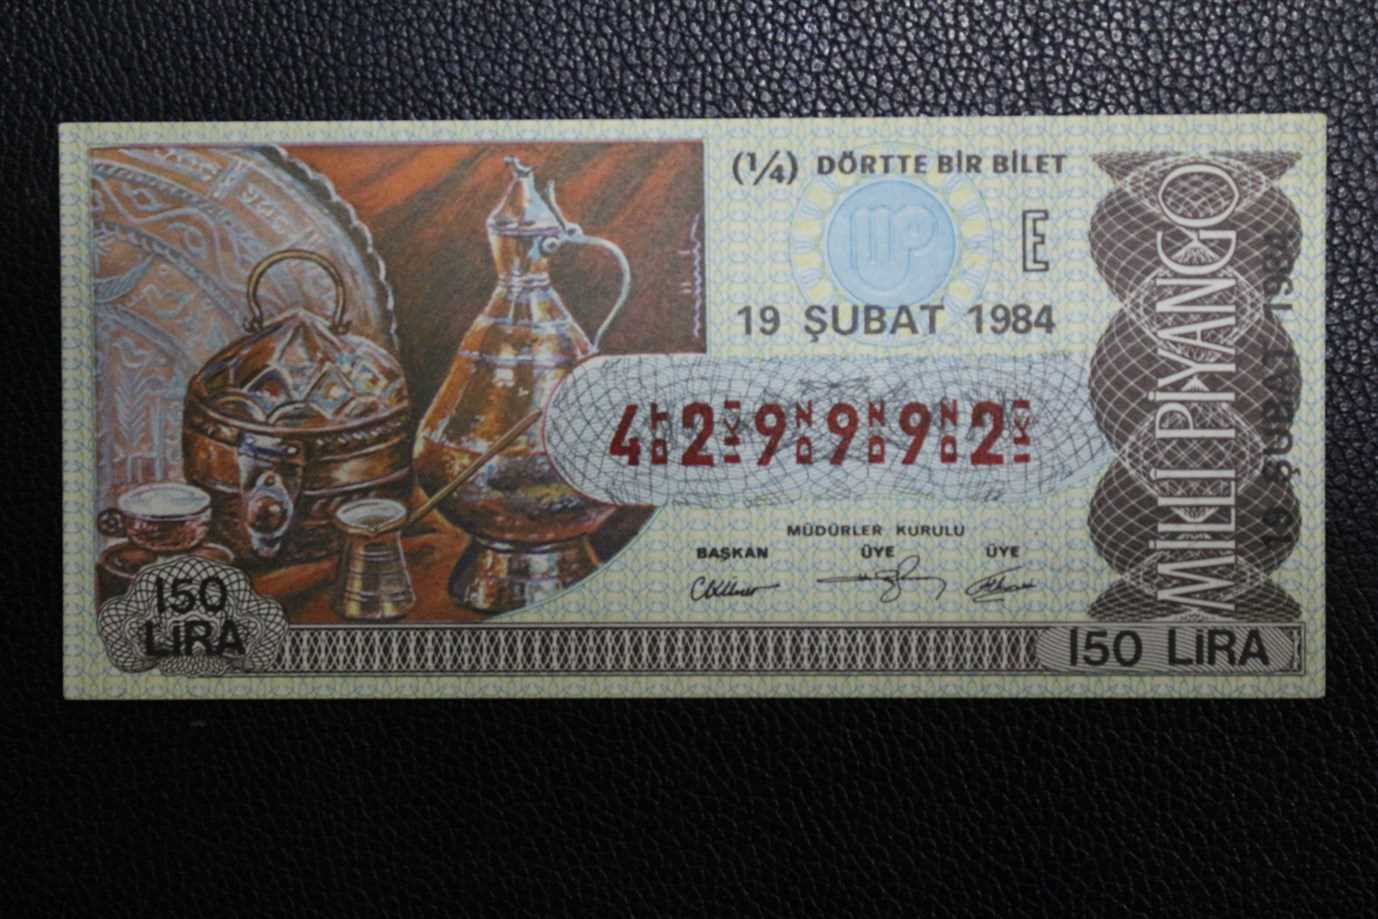 (1/4) DÖRTTE BİR BİLET
E
19 ŞUBAT 1984
4 2 9 9 9 2
MÜDÜRLER KURULU
BAŞKAN ÜYE ÜYE
150
LİRA
150 LİRA
MİLLİ PİYANGO
19 ŞUBAT 1984